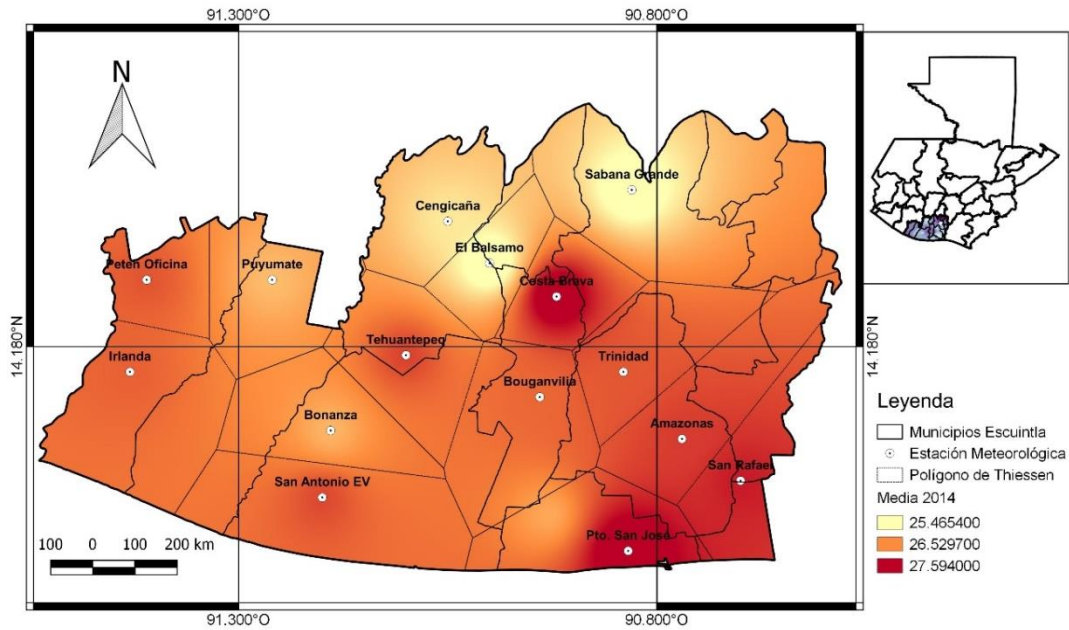 91.300°O 90.800°O
N
Sabana Grande
Cengicaña
El Balsamo
Peten Oficina
Puyumate
Costa Brava
14.180°N
14.180°N
Tehuantepec
Irlanda
Trinidad
Bouganvilia
Bonanza
Amazonas
San Rafael
San Antonio EV
Pto. San José
100 0 100 200 km
91.300°O 90.800°O
Leyenda
Municipios Escuintla
Estación Meteorológica
Polígono de Thiessen
Media 2014
25.465400
26.529700
27.594000